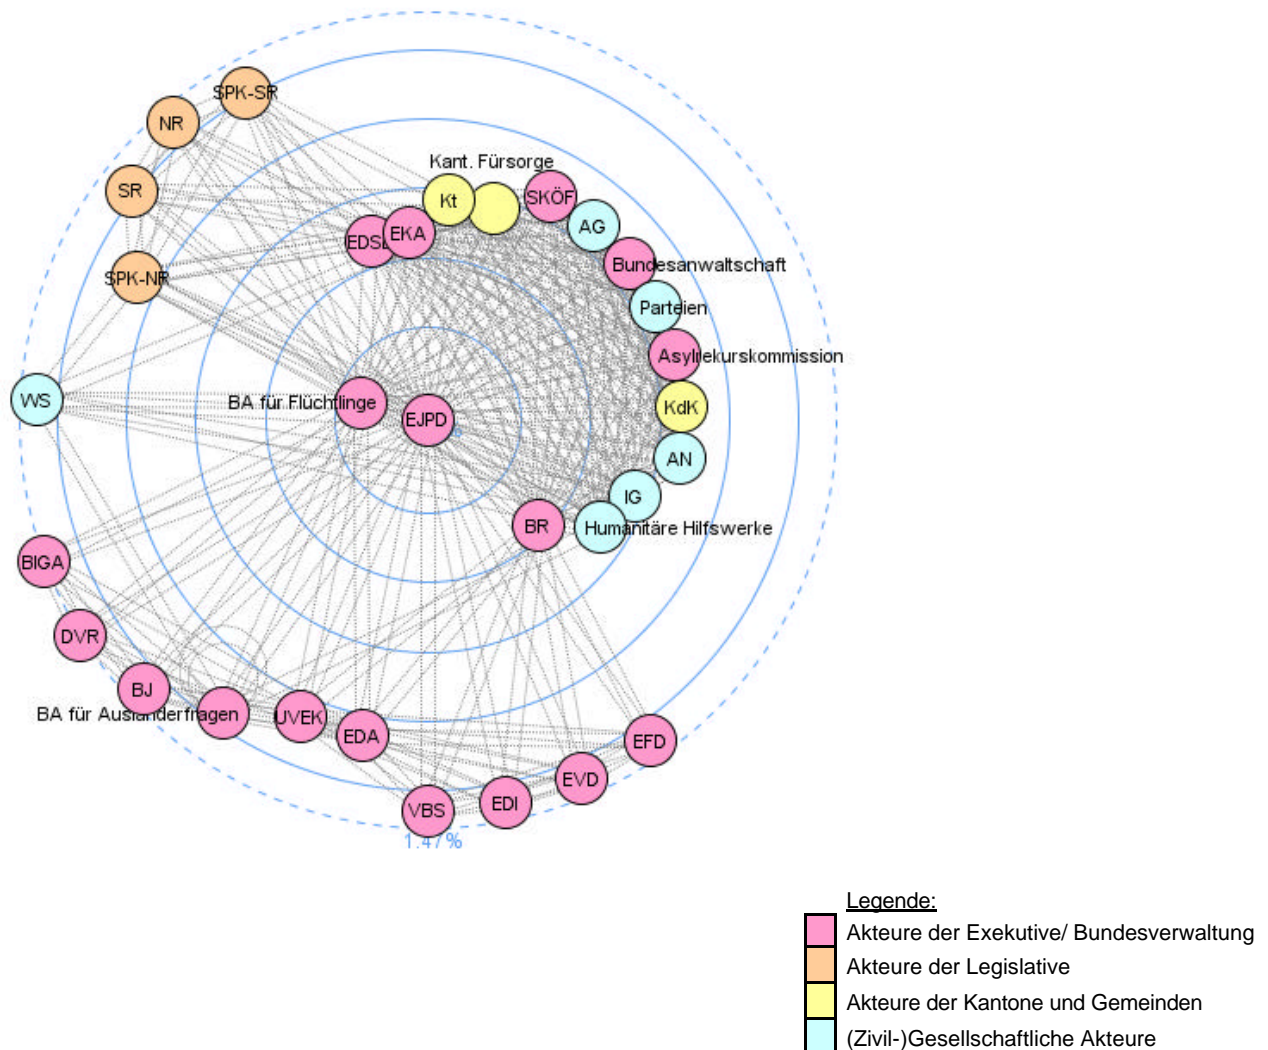 SPK-SR
NR
Kant. Fürsorge
SR
SKÖF
Kt
AG
EKA
Bundesanwaltschaft
SPK-NR
Parteien
Asylrekurskommission
WS
BA für Flüchtlinge
KdK
EJPD
AN
IG
BR
Humanitäre Hilfswerke
BIGA
DVR
BJ
BA für Ausländerfragen
UVEK
EDA
EFD
EVD
EDI
VBS
1.47%
Legende:
Akteure der Exekutive/ Bundesverwaltung
Akteure der Legislative
Akteure der Kantone und Gemeinden
(Zivil-)Gesellschaftliche Akteure